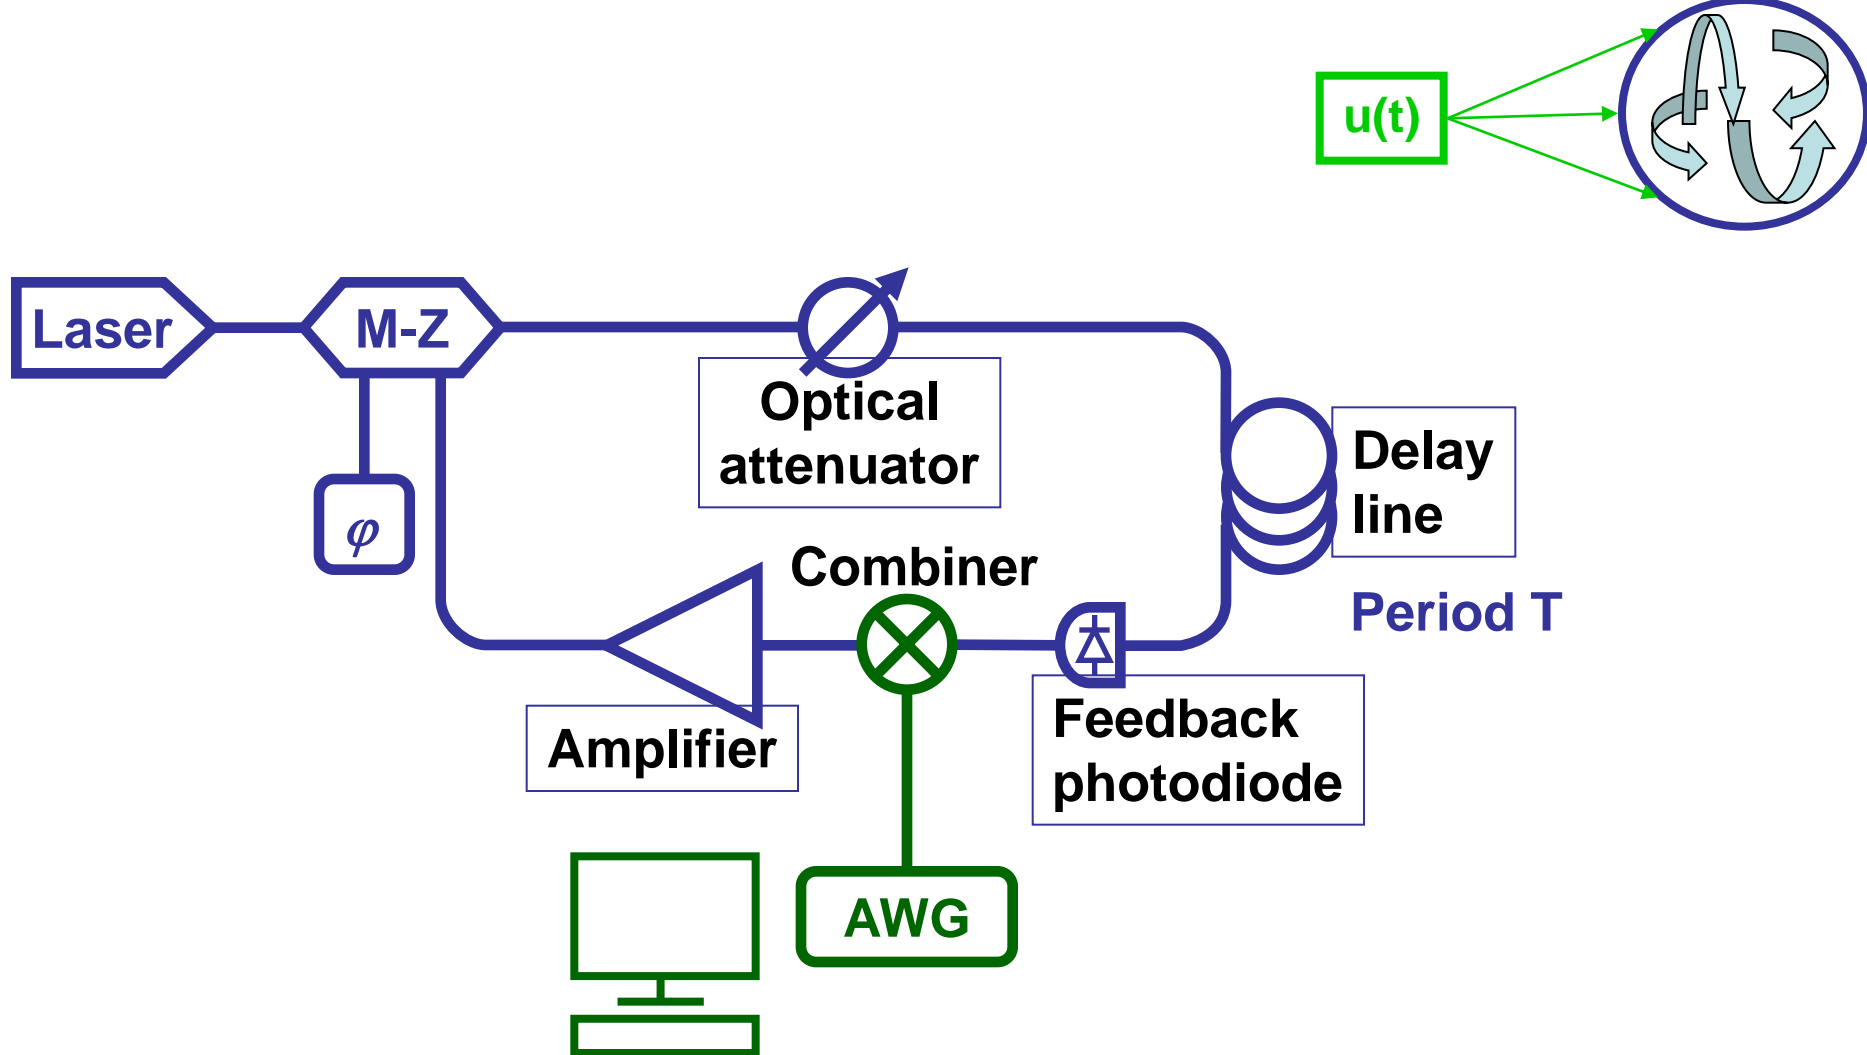 u(t)
Laser
M-Z
Optical
attenuator
Delay
line
φ
Combiner
Period T
Amplifier
Feedback
photodiode
AWG